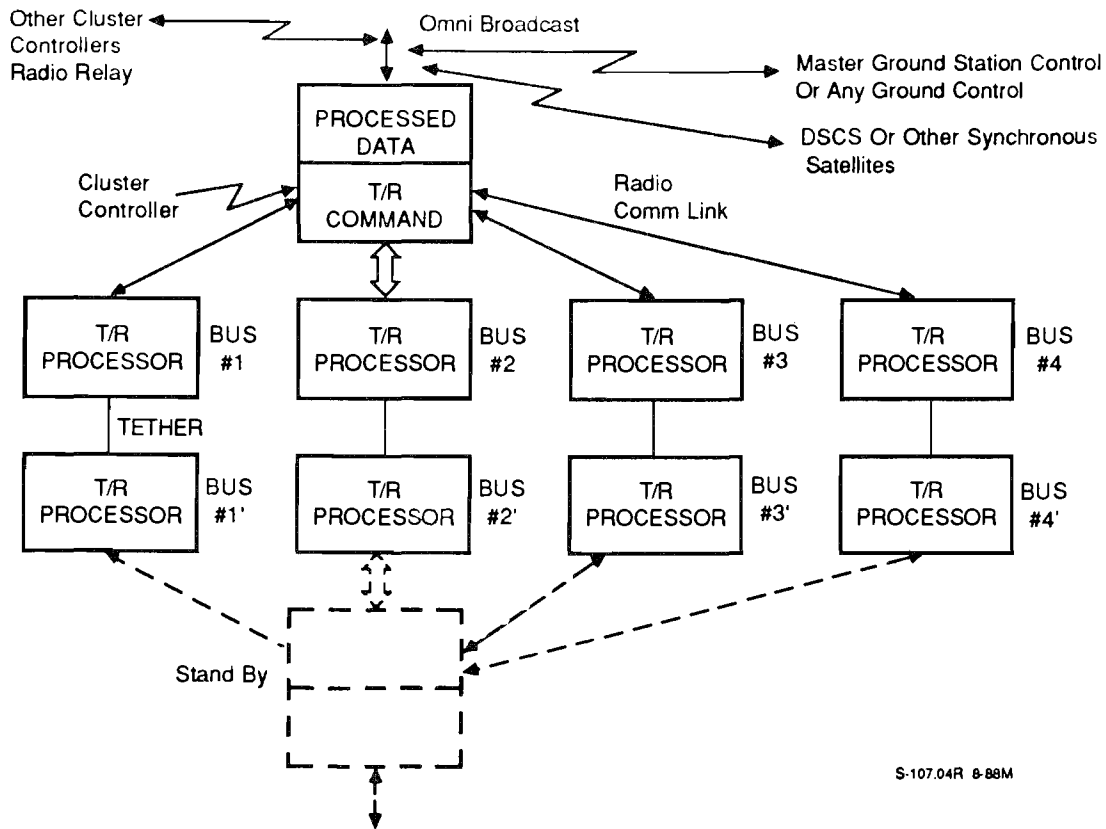 Other Cluster
Controllers
Radio Relay
Omni Broadcast
Master Ground Station Control
Or Any Ground Control
DSCS Or Other Synchronous
Satellites
PROCESSED
DATA
T/R
COMMAND
Cluster
Controller
Radio
Comm Link
T/R
PROCESSOR
BUS
#1
T/R
PROCESSOR
BUS
#2
T/R
PROCESSOR
BUS
#3
T/R
PROCESSOR
BUS
#4
TETHER
T/R
PROCESSOR
BUS
#1'
T/R
PROCESSOR
BUS
#2'
T/R
PROCESSOR
BUS
#3'
T/R
PROCESSOR
BUS
#4'
Stand By
S-107.04R 8-88M